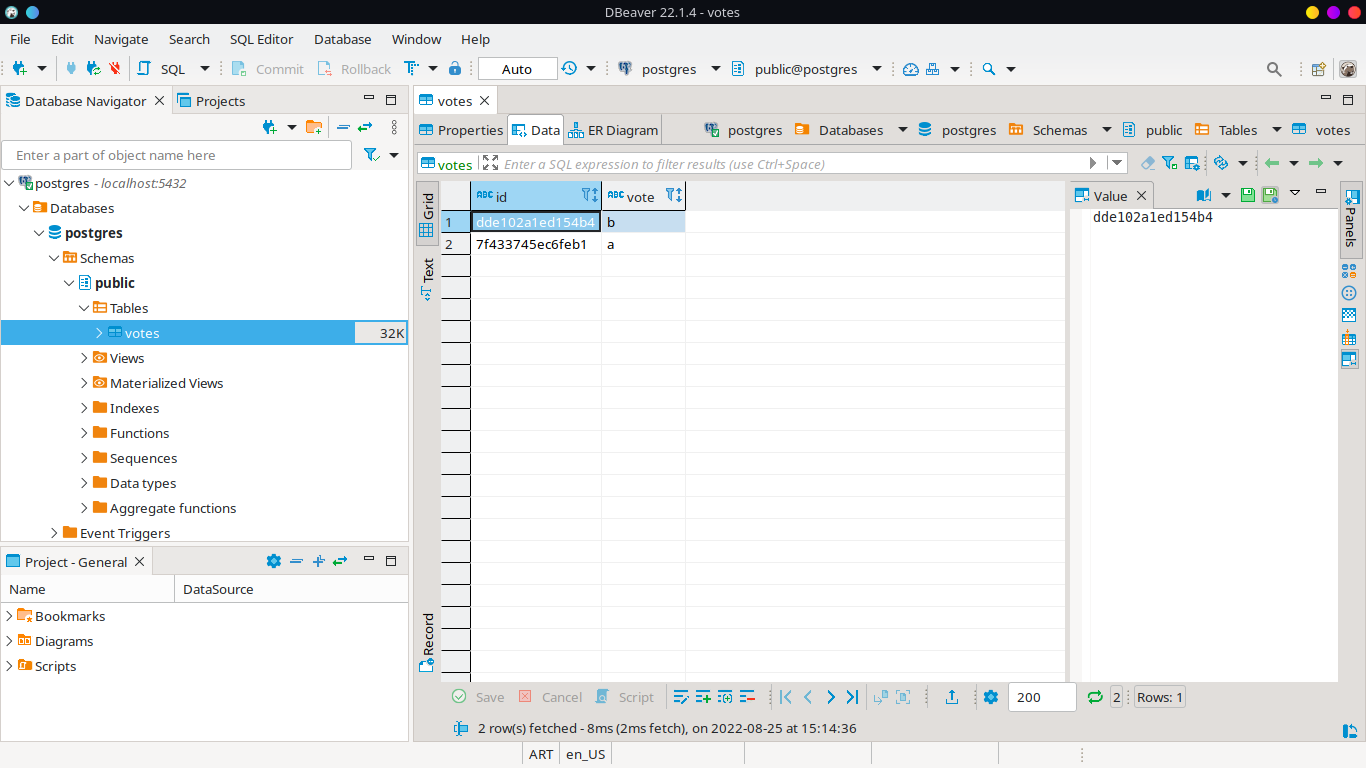 DBeaver 22.1.4 - votes
File Edit Navigate Search SQL Editor Database Window Help
SQL Commit Rollback Auto postgres public@postgres
Database Navigator Projects
Enter a part of object name here
postgres - localhost:5432
Databases
postgres
Schemas
public
Tables
votes 32K
Views
Materialized Views
Indexes
Functions
Sequences
Data types
Aggregate functions
Event Triggers
Project - General
Name DataSource
Bookmarks
Diagrams
Scripts
votes
Properties Data ER Diagram postgres Databases postgres Schemas public Tables votes
votes Enter a SQL expression to filter results (use Ctrl+Space)
Grid
Text
Record
ABC id ABC vote
1 dde102a1ed154b4 b
2 7f433745ec6feb1 a
Value
dde102a1ed154b4
Panels
Save Cancel Script 200 2 Rows: 1
2 row(s) fetched - 8ms (2ms fetch), on 2022-08-25 at 15:14:36
ART en_US